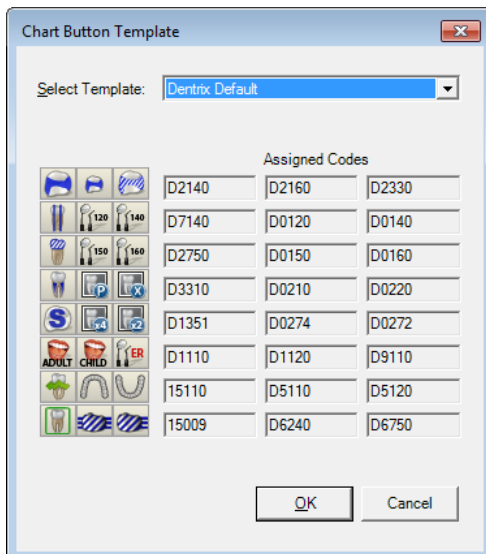 Chart Button Template
Select Template: Dentrix Default
Assigned Codes
D2140 D2160 D2330
120 140 D7140 D0120 D0140
150 160 D2750 D0150 D0160
P X D3310 D0210 D0220
S x4 x2 D1351 D0274 D0272
ADULT CHILD ER D1110 D1120 D9110
15110 D5110 D5120
15009 D6240 D6750
OK Cancel